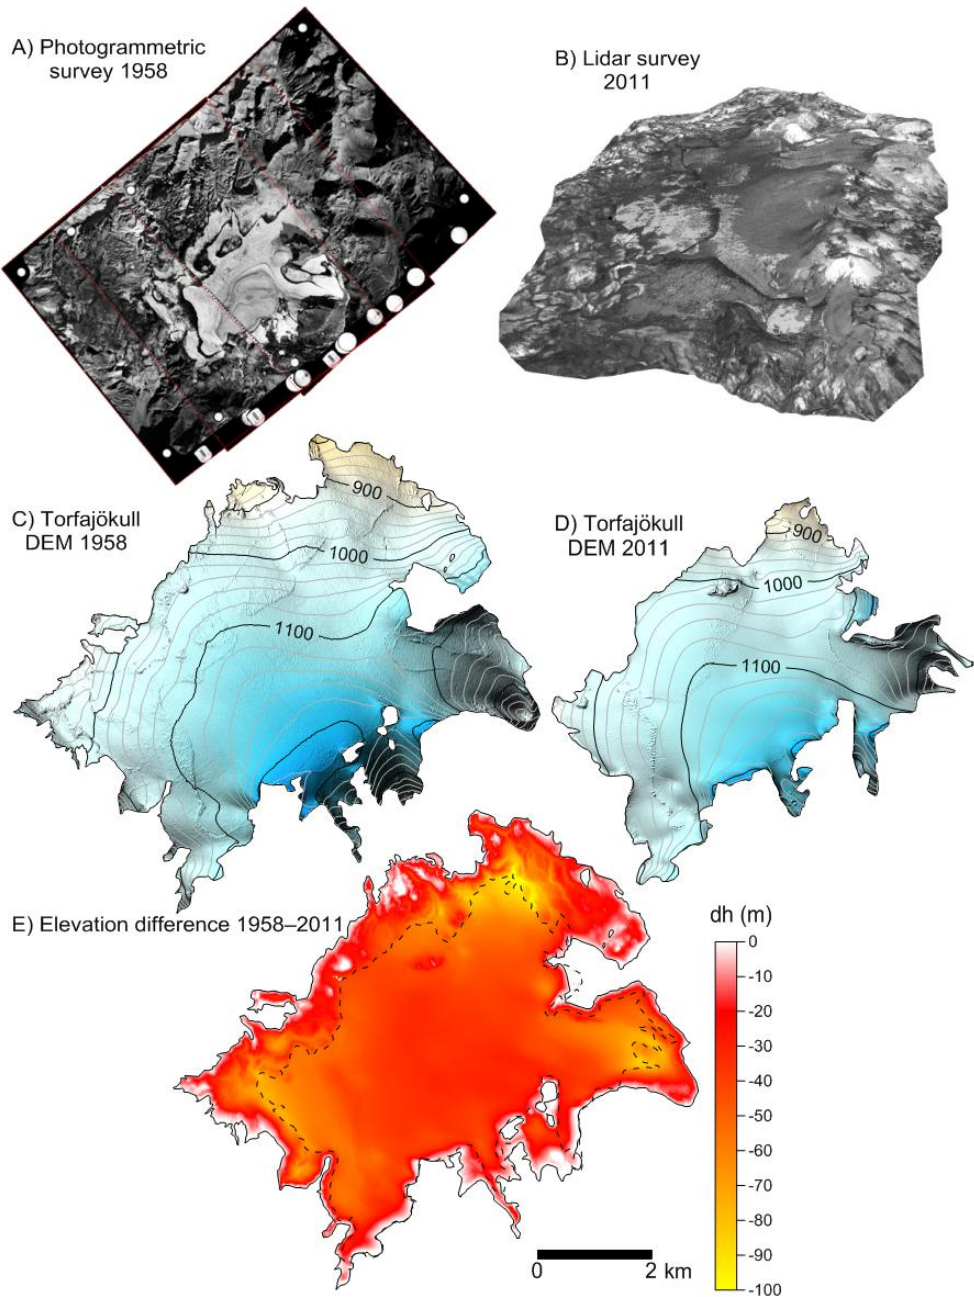 A) Photogrammetric
survey 1958
B) Lidar survey
2011
C) Torfajökull
DEM 1958
900
1000
1100
D) Torfajökull
DEM 2011
900
1000
1100
E) Elevation difference 1958–2011
dh (m)
0
-10
-20
-30
-40
-50
-60
-70
-80
-90
-100
0
2 km